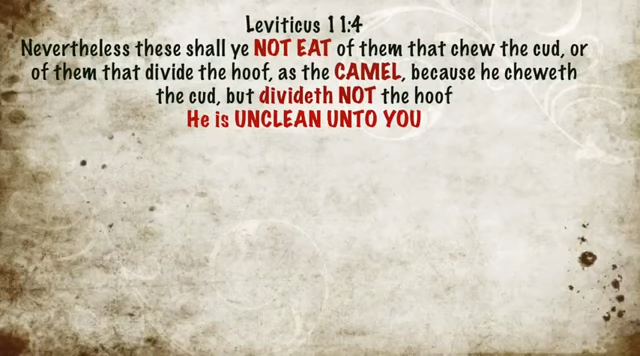 Leviticus 11:4
Nevertheless these shall ye NOT EAT of them that chew the cud, or
of them that divide the hoof, as the CAMEL, because he cheweth
the cud, but divideth NOT the hoof
He is UNCLEAN UNTO YOU